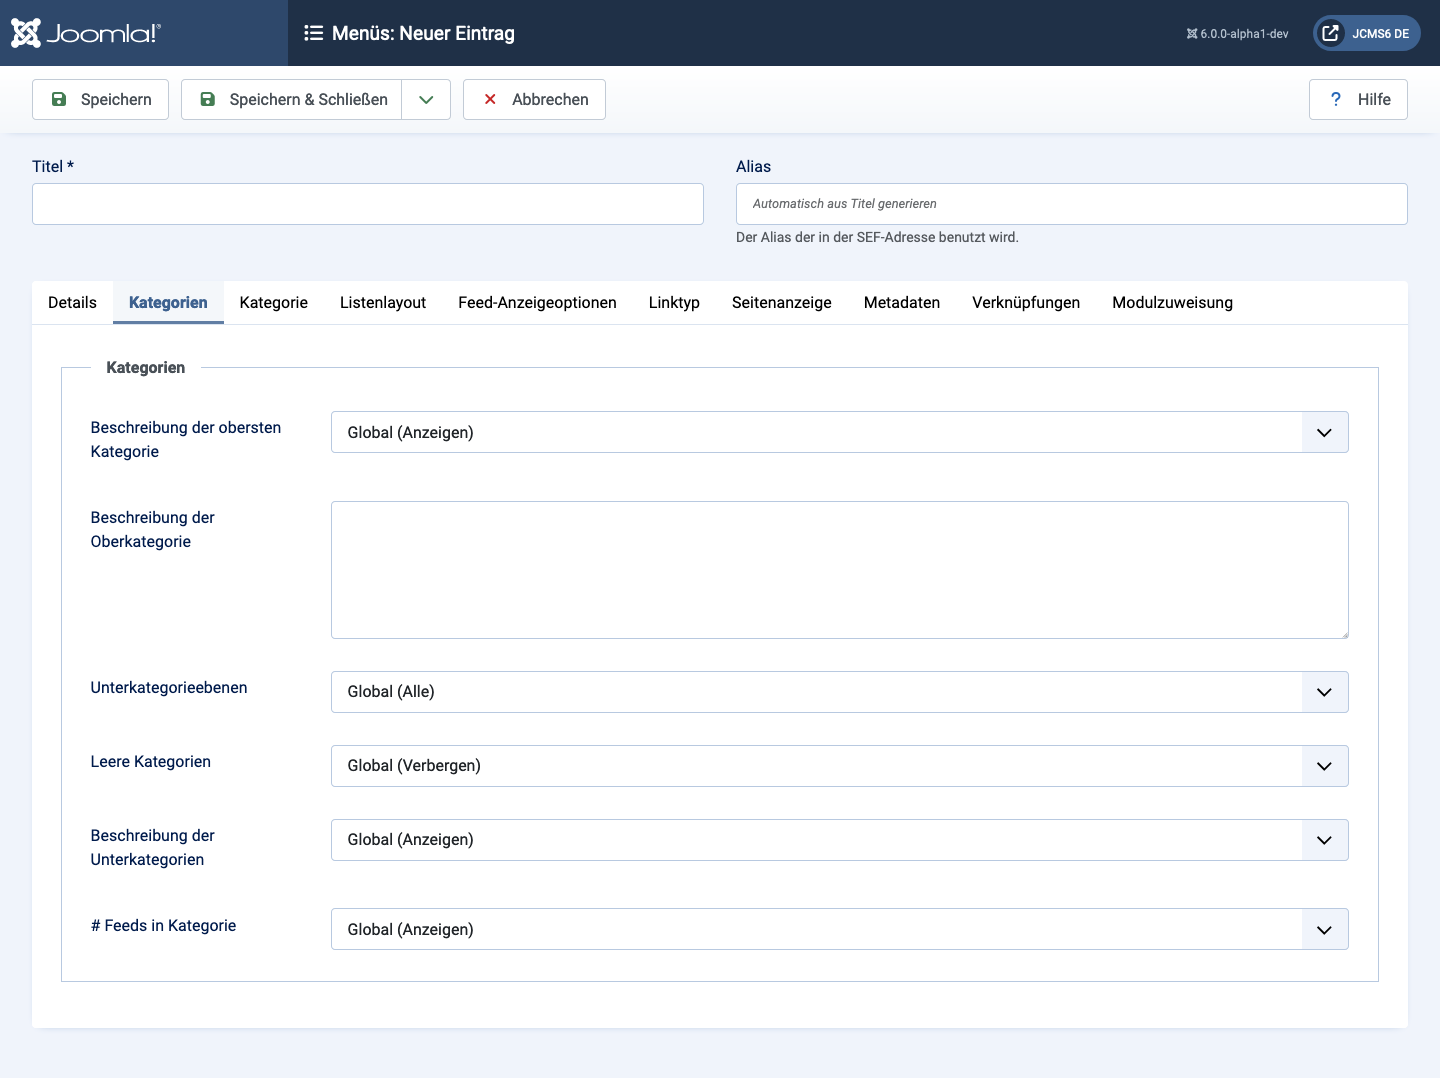 Joomla!®
Menüs: Neuer Eintrag
6.0.0-alpha1-dev
JCMS6 DE
Speichern
Speichern & Schließen
Abbrechen
? Hilfe
Titel *
Alias
Automatisch aus Titel generieren
Der Alias der in der SEF-Adresse benutzt wird.
Details Kategorien Kategorie Listenlayout Feed-Anzeigeoptionen Linktyp Seitenanzeige Metadaten Verknüpfungen Modulzuweisung
Kategorien
Beschreibung der obersten
Kategorie
Global (Anzeigen)
Beschreibung der
Oberkategorie
Unterkategorieebenen
Global (Alle)
Leere Kategorien
Global (Verbergen)
Beschreibung der
Unterkategorien
Global (Anzeigen)
# Feeds in Kategorie
Global (Anzeigen)